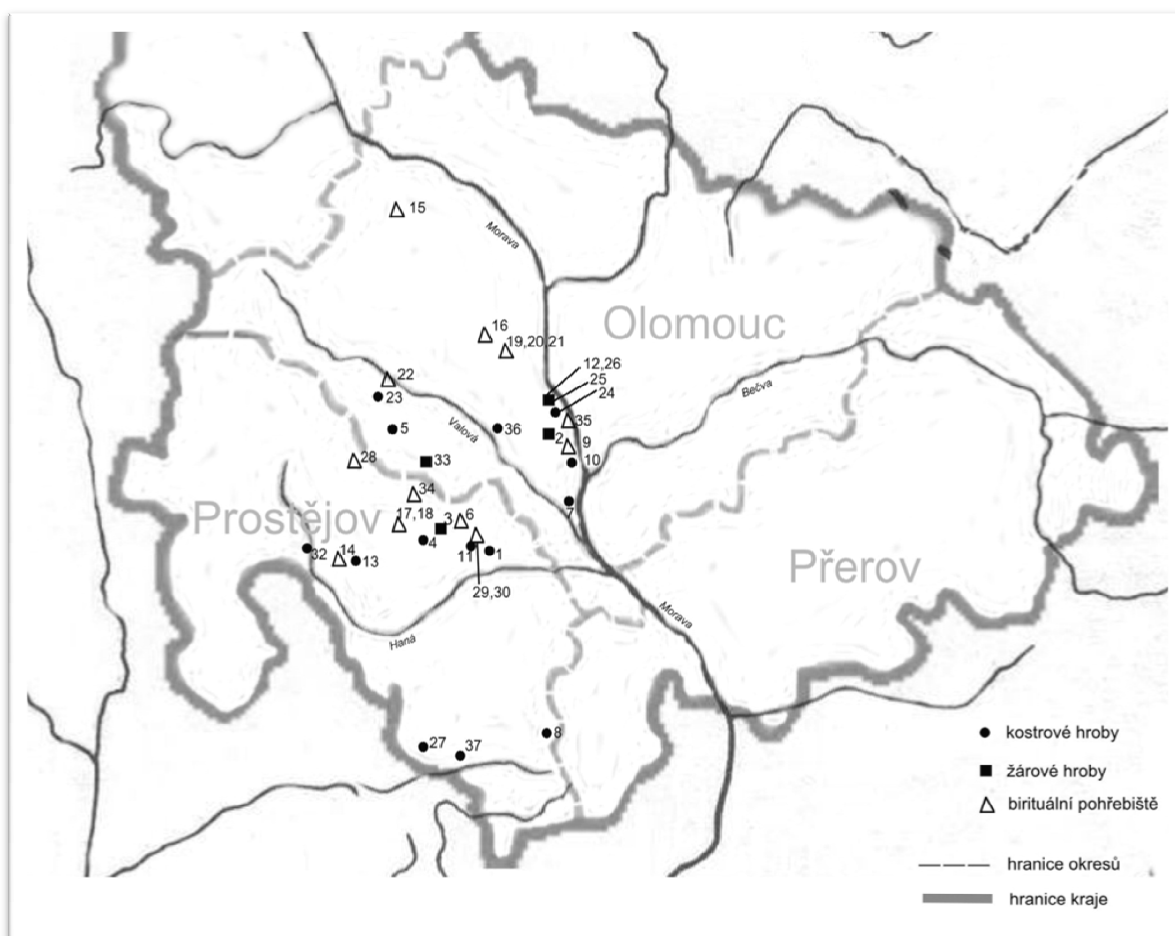 15
Morava
Olomouc
16
19,20,21
12,26
25
24
22
23
Bečva
35
5
Valová
36
2
9
10
28
33
34
7
Prostějov
17,18
3
6
4
11
1
32
14
13
29,30
Přerov
Morava
Haná
8
27
37
kostrové hroby
žárové hroby
birituální pohřebiště
hranice okresů
hranice kraje